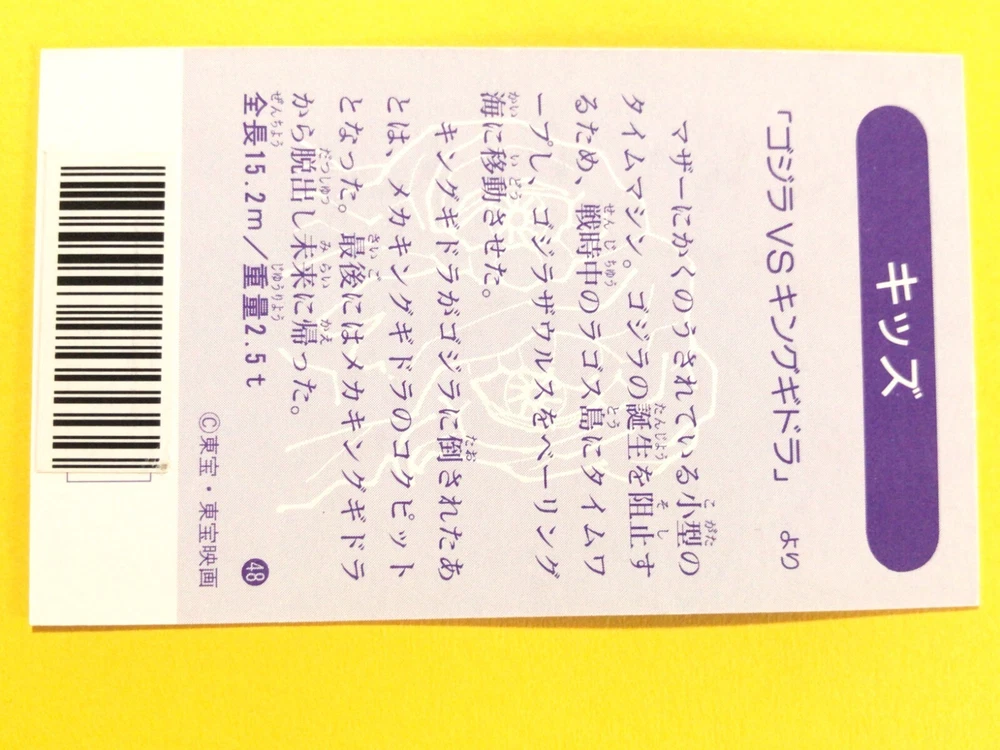 キッズ
「ゴジラVSキングギドラ」 より
マザーにかくのうされている小型の
タイムマシン。ゴジラの誕生を阻止す
るため、戦時中のラゴス島にタイムワ
ープし、ゴジラザウルスをベーリング
海に移動させた。
キングギドラがゴジラに倒されたあ
とは、メカキングギドラのコクピット
となった。最後にはメカキングギドラ
から脱出し未来に帰った。
全長15.2m／重量2.5t
48
©東宝・東宝映画